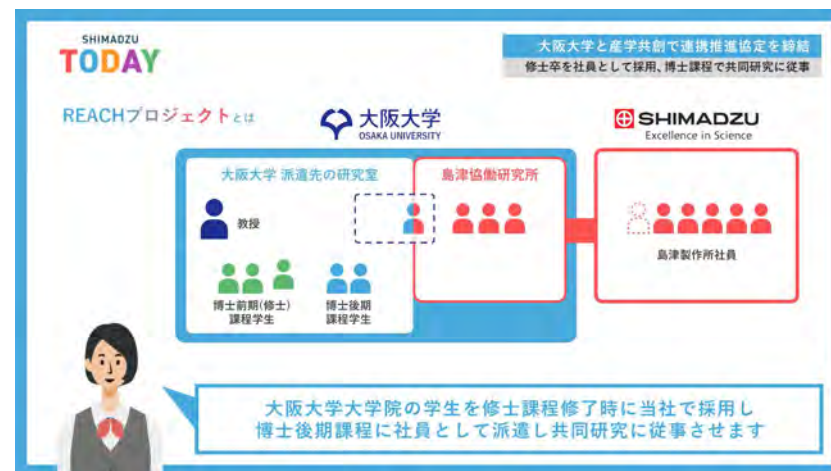 SHIMADZU
TODAY
大阪大学と産学共創で連携推進協定を締結
修士卒を社員として採用、博士課程で共同研究に従事
REACHプロジェクトとは
大阪大学
OSAKA UNIVERSITY
SHIMADZU
Excellence in Science
大阪大学 派遣先の研究室
島津協働研究所
教授
島津製作所社員
博士前期(修士)
課程学生
博士後期
課程学生
大阪大学大学院の学生を修士課程修了時に当社で採用し
博士後期課程に社員として派遣し共同研究に従事させます